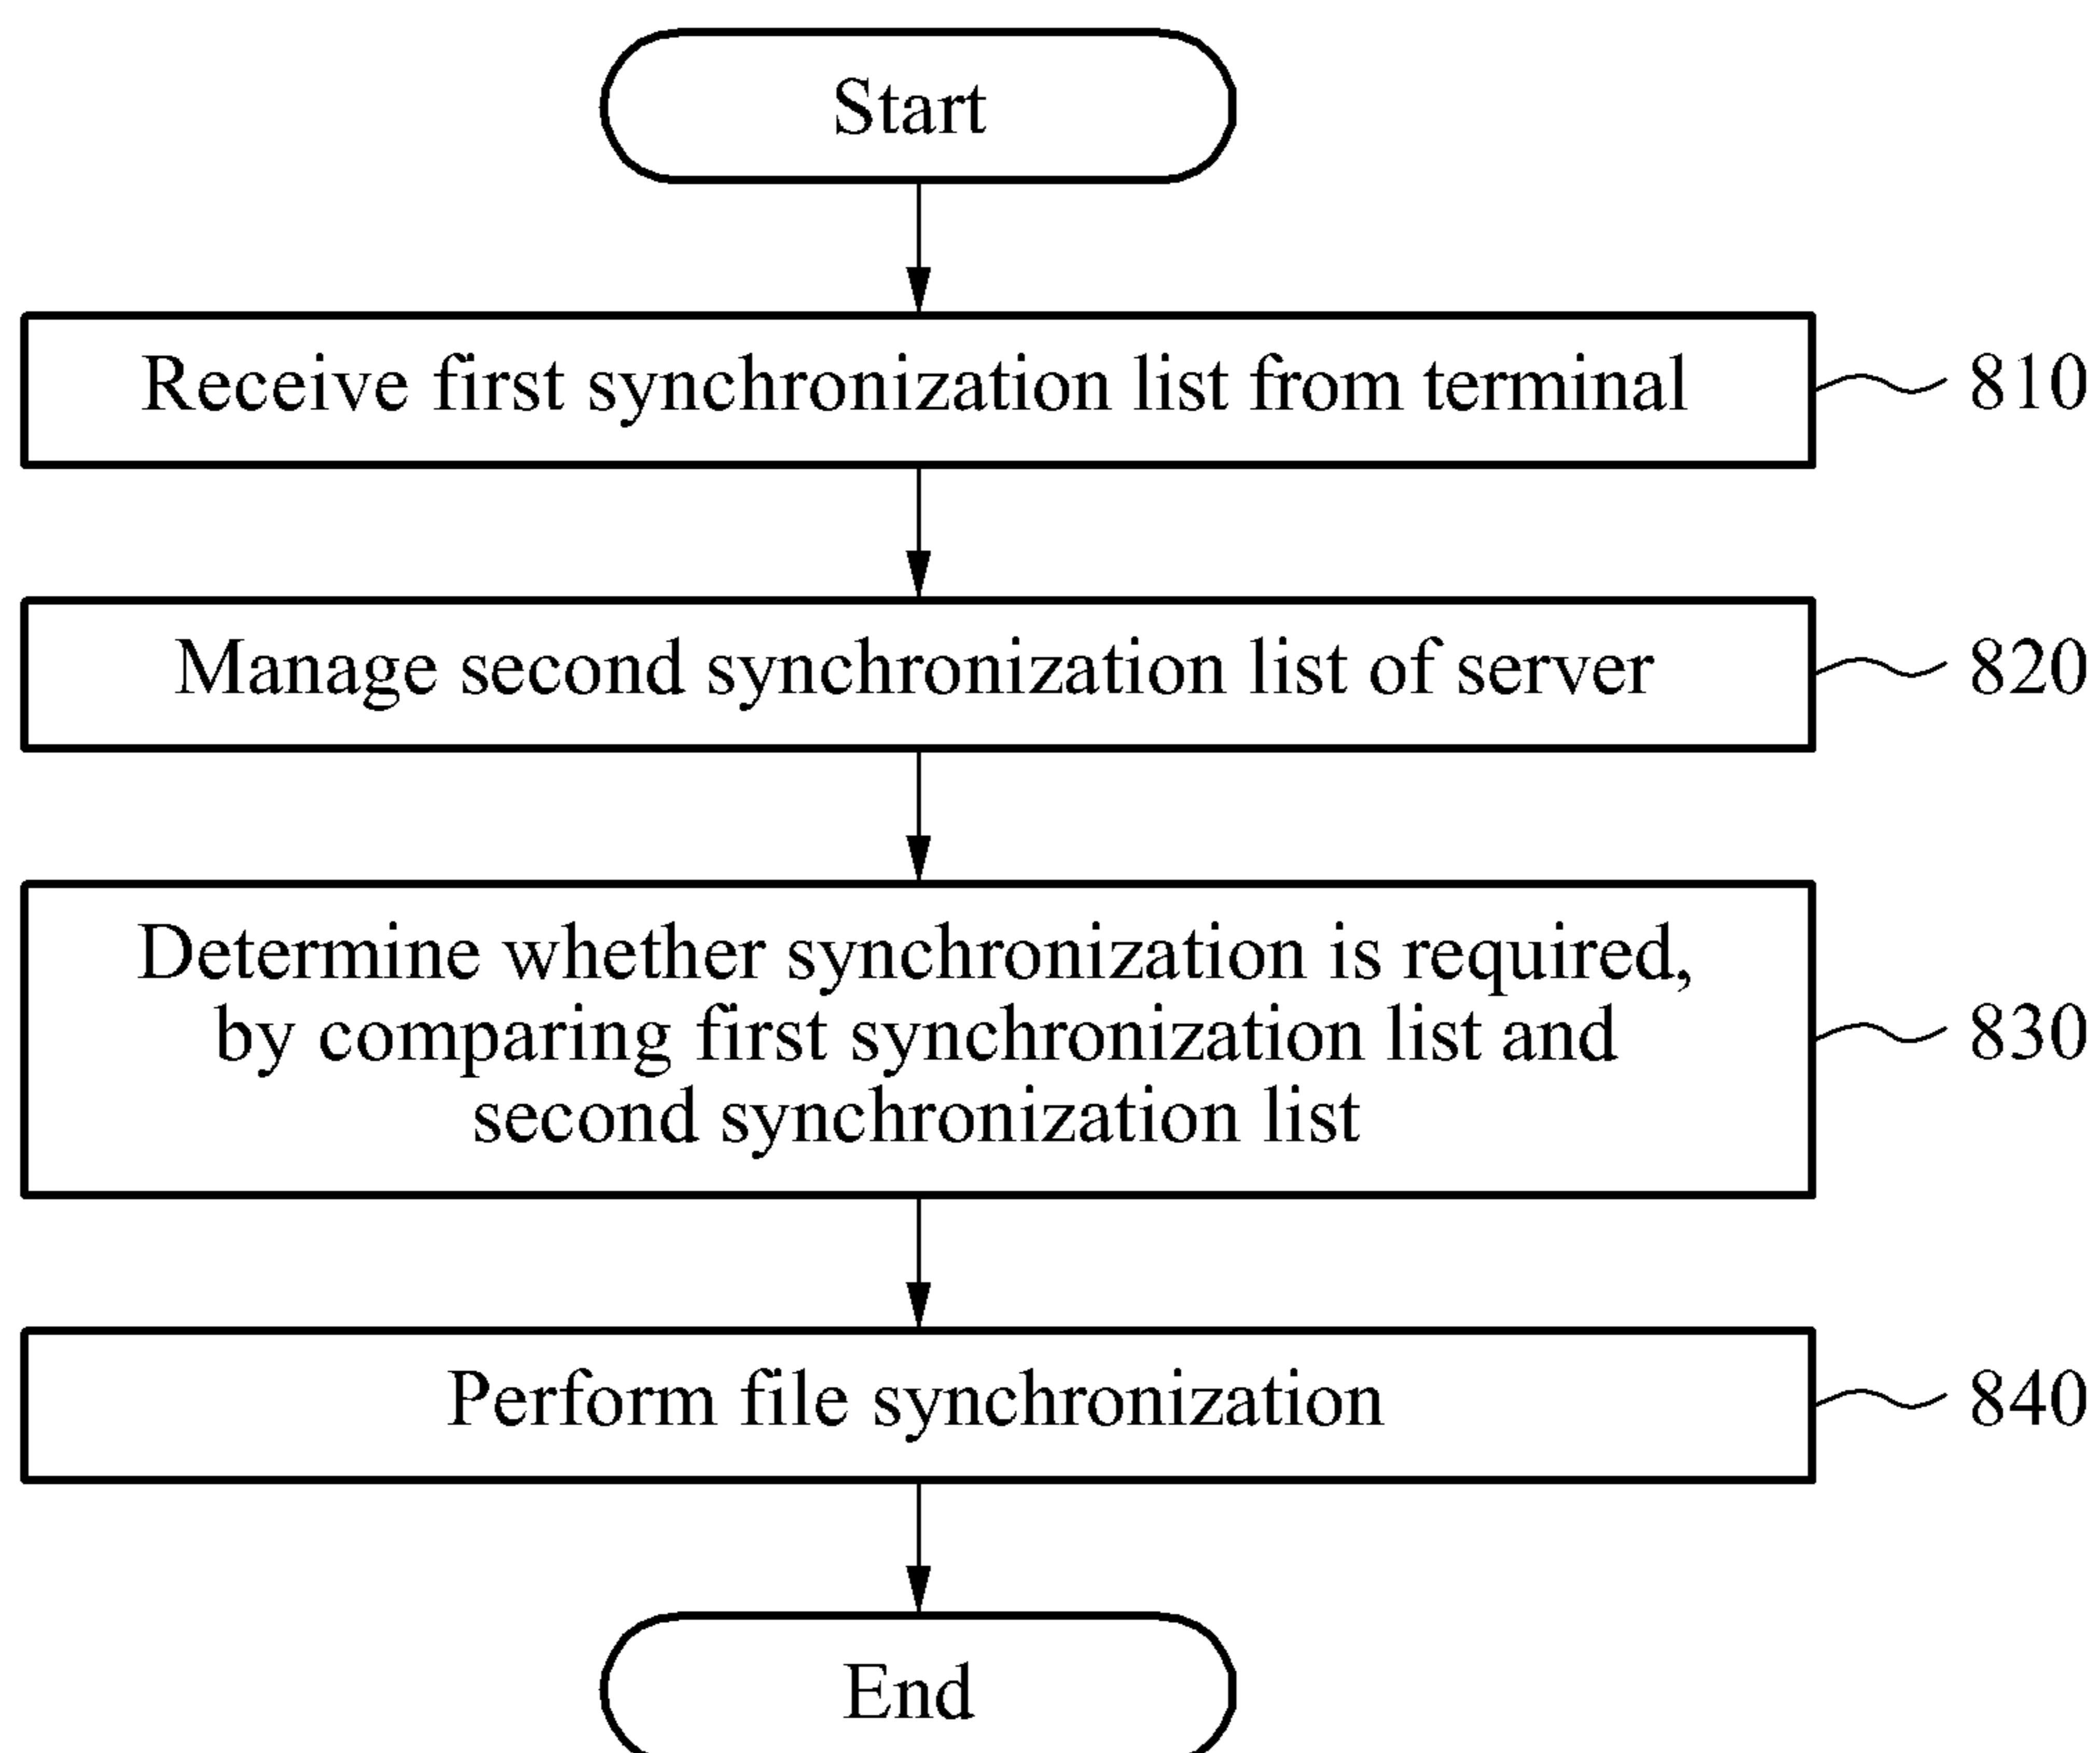 Start
Receive first synchronization list from terminal
810
Manage second synchronization list of server
820
Determine whether synchronization is required,
by comparing first synchronization list and
second synchronization list
830
Perform file synchronization
840
End